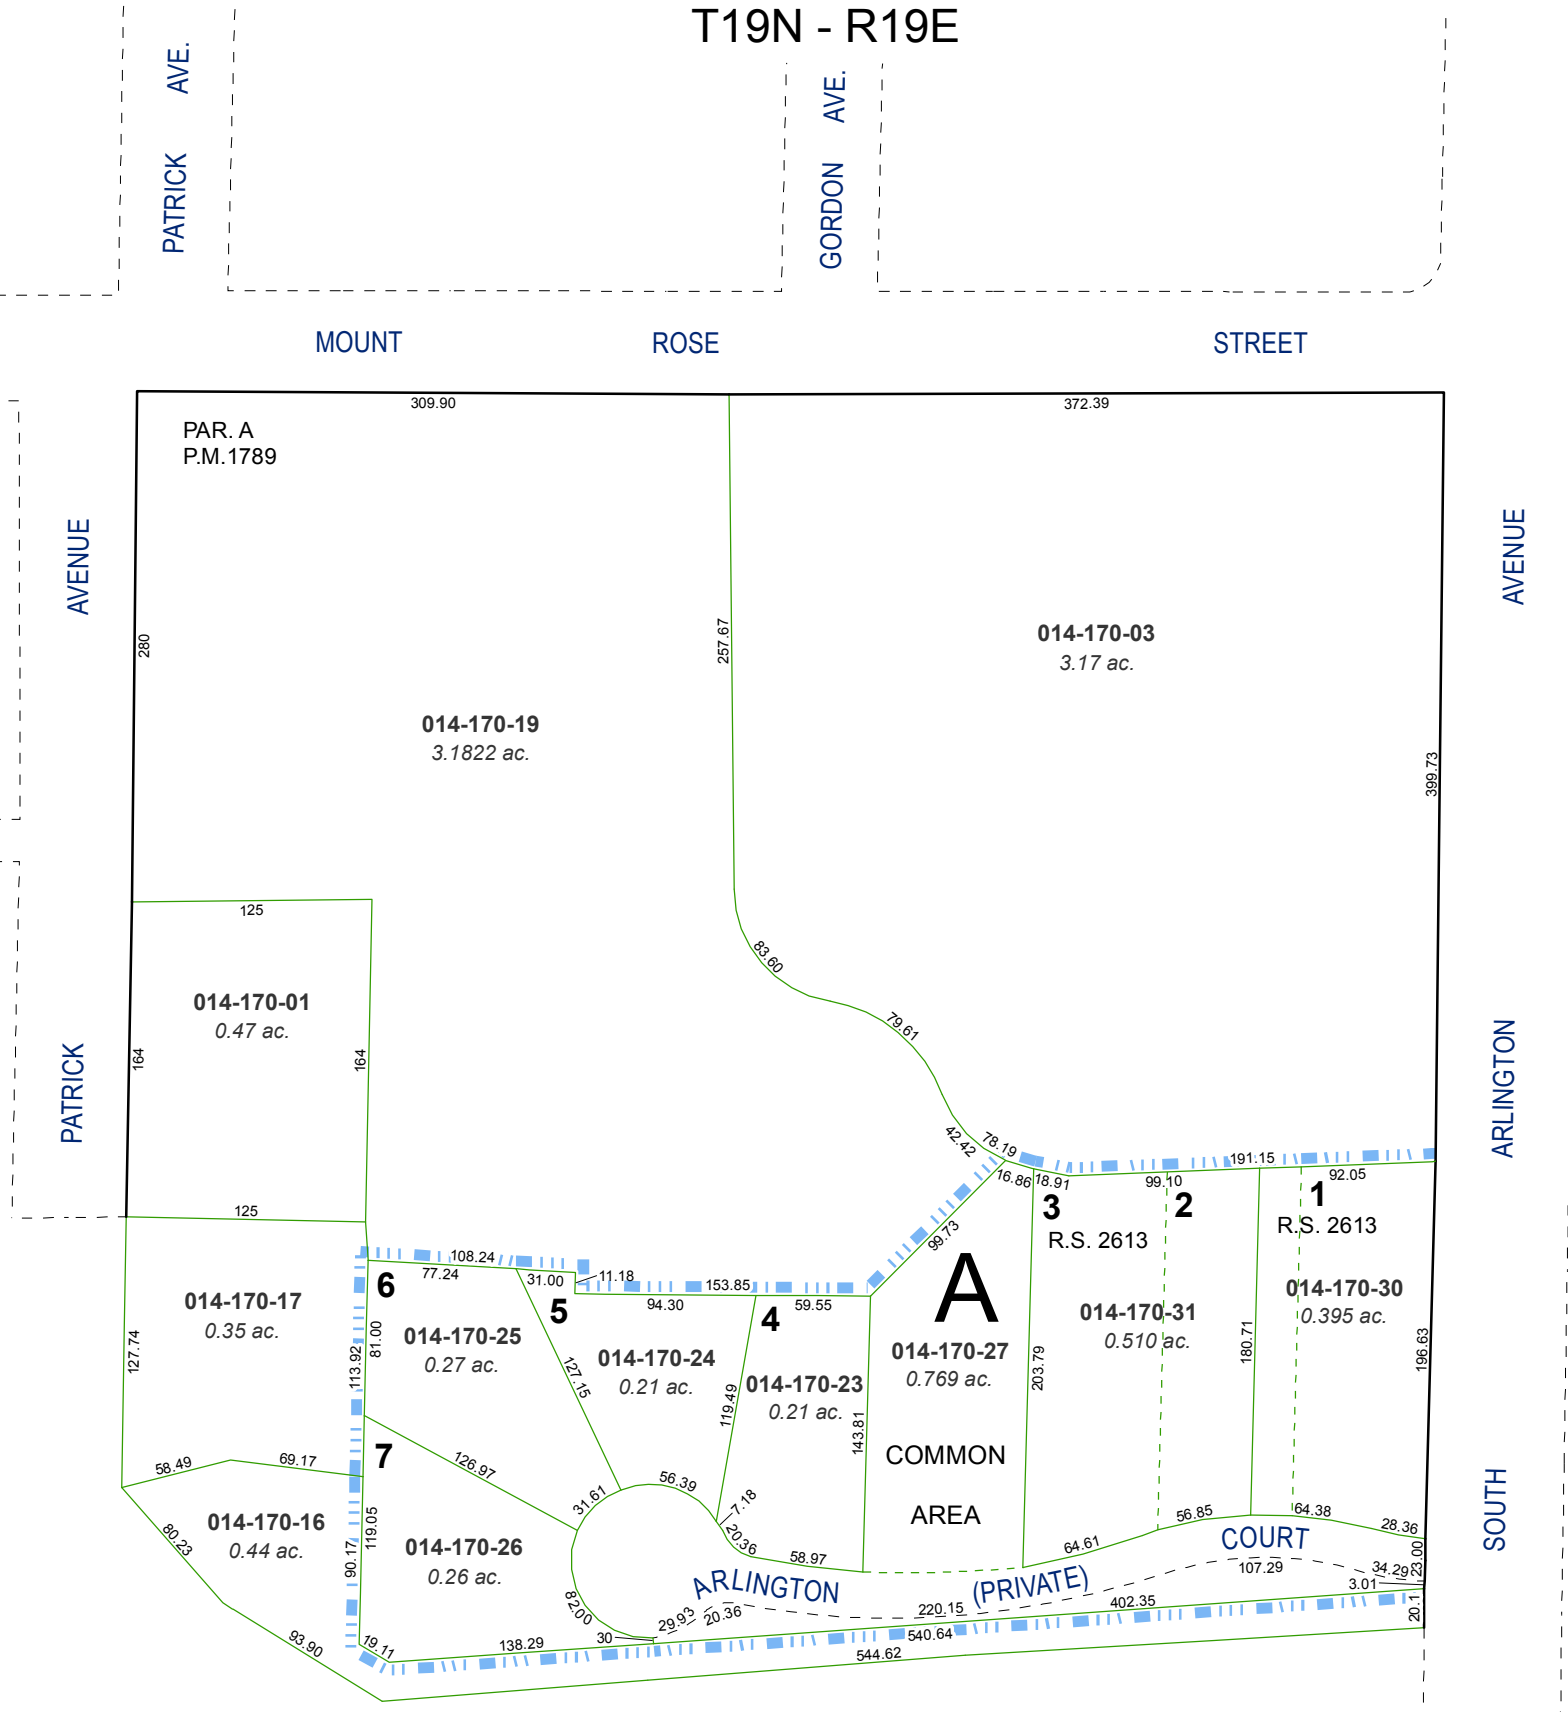 T19N - R19E
PATRICK AVE.
GORDON AVE.
MOUNT ROSE STREET
309.90
372.39
PAR. A
P.M.1789
AVENUE
AVENUE
280
257.67
014-170-03
3.17 ac.
014-170-19
3.1822 ac.
399.73
125
83.60
014-170-01
0.47 ac.
79.61
164
164
PATRICK
ARLINGTON
42.42
78.19
191.15
16.86
18.91
99.10
92.05
3
2
1
125
R.S. 2613
R.S. 2613
99.73
108.24
77.24
31.00
11.18
153.85
94.30
59.55
6
5
4
A
014-170-17
0.35 ac.
014-170-25
0.27 ac.
014-170-24
0.21 ac.
014-170-23
0.21 ac.
014-170-27
0.769 ac.
014-170-31
0.510 ac.
014-170-30
0.395 ac.
127.74
113.92
81.00
127.15
119.49
143.81
203.79
180.71
196.63
COMMON
AREA
7
58.49
69.17
126.97
56.39
31.61
7.18
20.36
58.97
64.61
56.85
64.38
28.36
SOUTH
014-170-16
0.44 ac.
80.23
90.17
119.05
014-170-26
0.26 ac.
82.00
ARLINGTON (PRIVATE) COURT
107.29
34.29
23.00
3.01
20.1
29.93
20.36
220.15
402.35
30
93.90
19.11
138.29
540.64
544.62